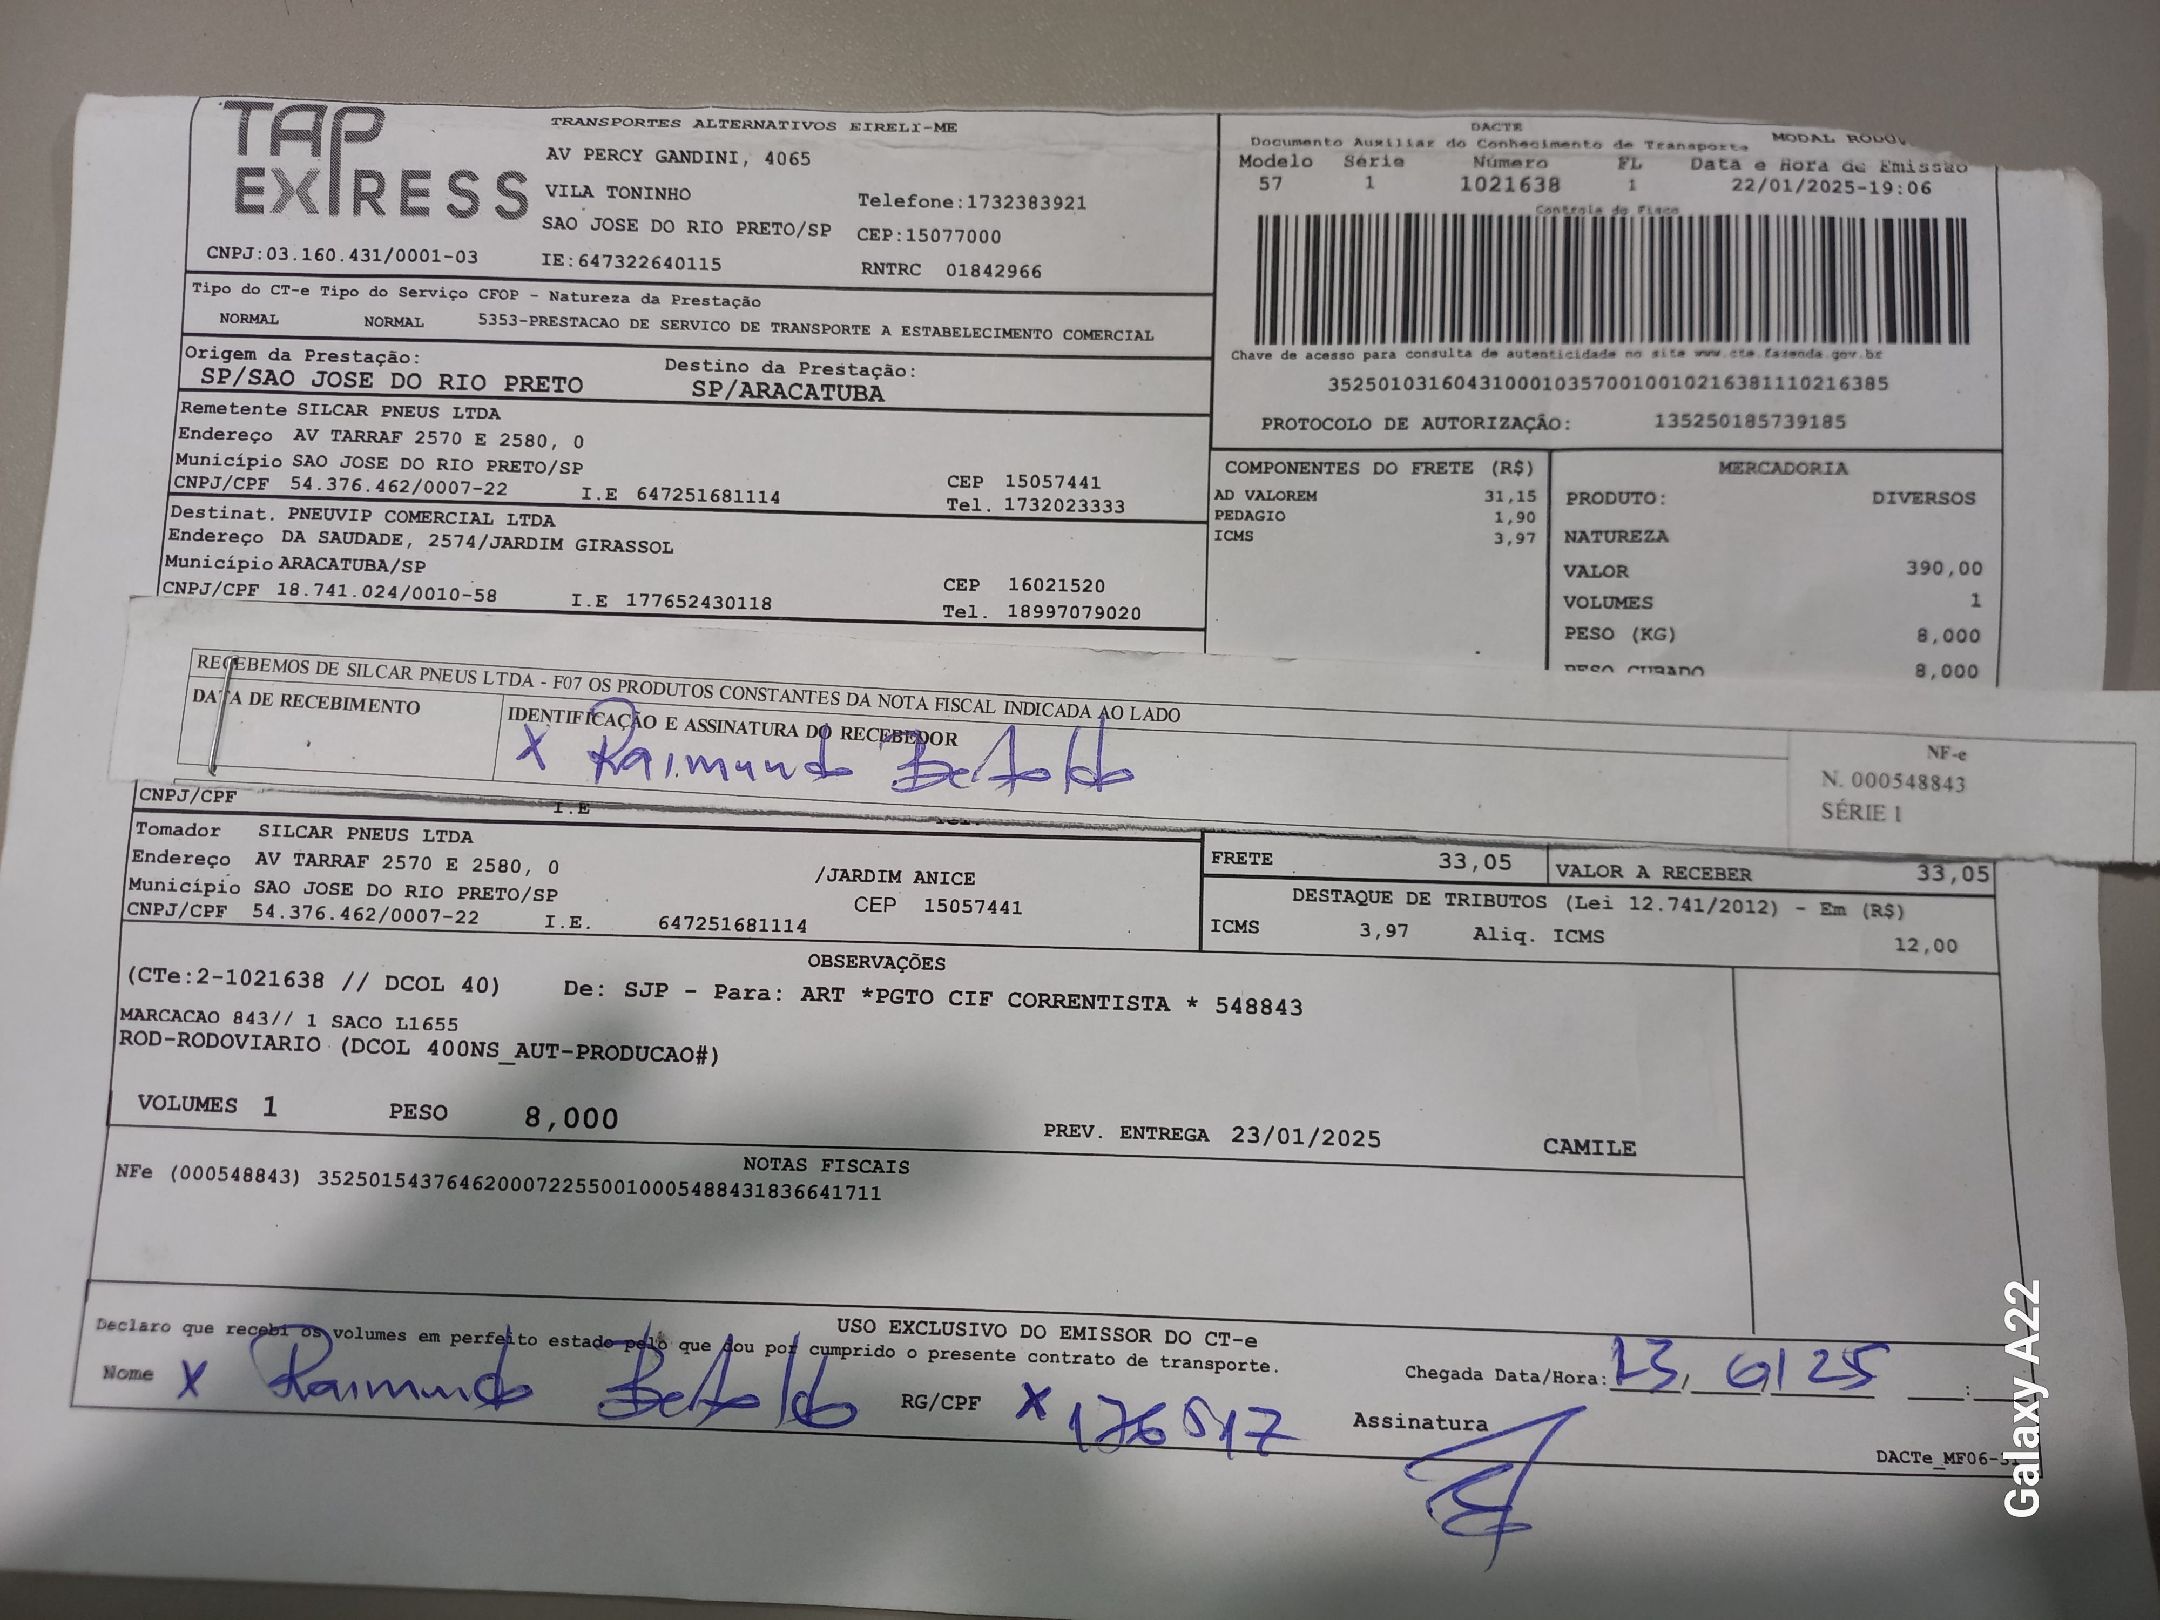 TAP EXPRESS
TRANSPORTES ALTERNATIVOS EIRELI-ME
AV PERCY GANDINI, 4065
VILA TONINHO Telefone:1732383921
SAO JOSE DO RIO PRETO/SP CEP:15077000
CNPJ:03.160.431/0001-03 IE:647322640115 RNTRC 01842966
DACTE
Documento Auxiliar do Conhecimento de Transporte MODAL
Modelo Série Número FL Data e Hora de Emissão
57 1 1021638 1 22/01/2025-19:06
Controle do Fisco
Chave de acesso para consulta de autenticidade no site www.cte.fazenda.gov.br
35250103160431000103570010010216381110216385
PROTOCOLO DE AUTORIZAÇÃO: 135250185739185
Tipo do CT-e Tipo do Serviço CFOP - Natureza da Prestação
NORMAL NORMAL 5353-PRESTACAO DE SERVICO DE TRANSPORTE A ESTABELECIMENTO COMERCIAL
Origem da Prestação: Destino da Prestação:
SP/SAO JOSE DO RIO PRETO SP/ARACATUBA
Remetente SILCAR PNEUS LTDA
Endereço AV TARRAF 2570 E 2580, 0
Município SAO JOSE DO RIO PRETO/SP CEP 15057441
CNPJ/CPF 54.376.462/0007-22 I.E 647251681114 Tel. 1732023333
Destinat. PNEUVIP COMERCIAL LTDA
Endereço DA SAUDADE, 2574/JARDIM GIRASSOL
Município ARACATUBA/SP CEP 16021520
CNPJ/CPF 18.741.024/0010-58 I.E 177652430118 Tel. 18997079020
COMPONENTES DO FRETE (R$)
AD VALOREM 31,15
PEDAGIO 1,90
ICMS 3,97
MERCADORIA
PRODUTO: DIVERSOS
NATUREZA
VALOR 390,00
VOLUMES 1
PESO (KG) 8,000
PESO CUBADO 8,000
RECEBEMOS DE SILCAR PNEUS LTDA - F07 OS PRODUTOS CONSTANTES DA NOTA FISCAL INDICADA AO LADO
DATA DE RECEBIMENTO IDENTIFICAÇÃO E ASSINATURA DO RECEBEDOR
X Raimundo Bertoldo
NF-e
N. 000548843
SÉRIE 1
CNPJ/CPF I.E
Tomador SILCAR PNEUS LTDA
Endereço AV TARRAF 2570 E 2580, 0 /JARDIM ANICE
Município SAO JOSE DO RIO PRETO/SP CEP 15057441
CNPJ/CPF 54.376.462/0007-22 I.E. 647251681114
FRETE 33,05 VALOR A RECEBER 33,05
DESTAQUE DE TRIBUTOS (Lei 12.741/2012) - Em (R$)
ICMS 3,97 Aliq. ICMS 12,00
OBSERVAÇÕES
(CTe:2-1021638 // DCOL 40) De: SJP - Para: ART *PGTO CIF CORRENTISTA * 548843
MARCACAO 843// 1 SACO L1655
ROD-RODOVIARIO (DCOL 400NS_AUT-PRODUCAO#)
VOLUMES 1 PESO 8,000 PREV. ENTREGA 23/01/2025 CAMILE
NOTAS FISCAIS
NFe (000548843) 35250154376462000722550010005488431836641711
USO EXCLUSIVO DO EMISSOR DO CT-e
Declaro que recebi os volumes em perfeito estado pelo que dou por cumprido o presente contrato de transporte.
Nome X Raimundo Bertoldo RG/CPF X 176517 Assinatura
Chegada Data/Hora: :
DACTe_MF06-
Galaxy A22